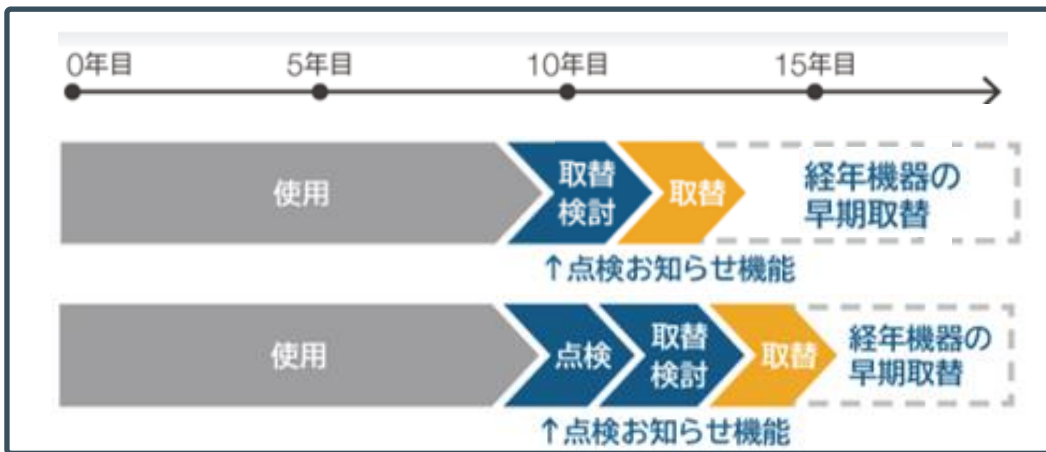 0年目 5年目 10年目 15年目
使用
取替
検討
取替
経年機器の
早期取替
↑点検お知らせ機能
使用
点検
取替
検討
取替
経年機器の
早期取替
↑点検お知らせ機能